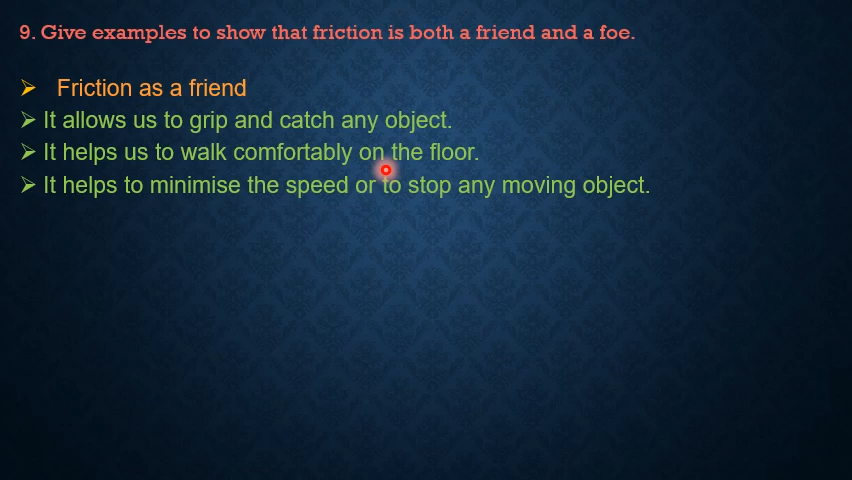 9. Give examples to show that friction is both a friend and a foe.
Friction as a friend
It allows us to grip and catch any object.
It helps us to walk comfortably on the floor.
It helps to minimise the speed or to stop any moving object.